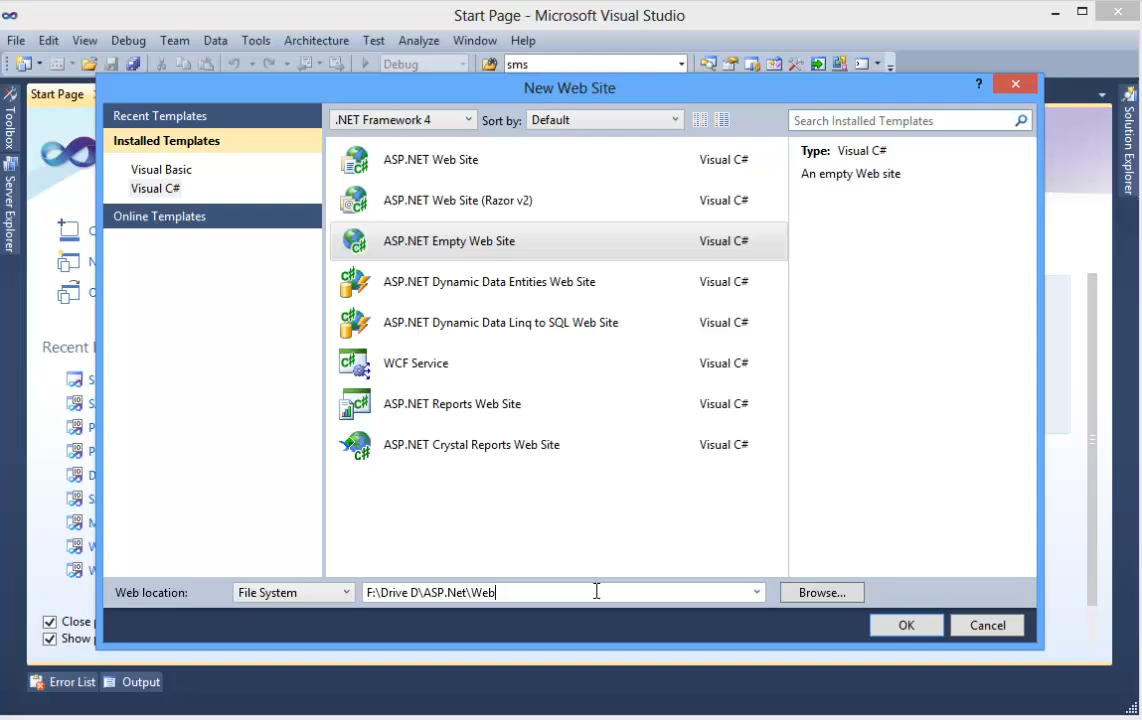 Start Page - Microsoft Visual Studio
File Edit View Debug Team Data Tools Architecture Test Analyze Window Help
Debug sms
Start Page
New Web Site
?
Toolbox
Server Explorer
Solution Explorer
Recent Templates
Installed Templates
Visual Basic
Visual C#
Online Templates
.NET Framework 4 Sort by: Default Search Installed Templates
ASP.NET Web Site Visual C#
ASP.NET Web Site (Razor v2) Visual C#
ASP.NET Empty Web Site Visual C#
ASP.NET Dynamic Data Entities Web Site Visual C#
ASP.NET Dynamic Data Linq to SQL Web Site Visual C#
WCF Service Visual C#
ASP.NET Reports Web Site Visual C#
ASP.NET Crystal Reports Web Site Visual C#
Type: Visual C#
An empty Web site
Recent
Web location: File System F:\Drive D\ASP.Net\Web Browse...
Close
Show
OK Cancel
Error List Output